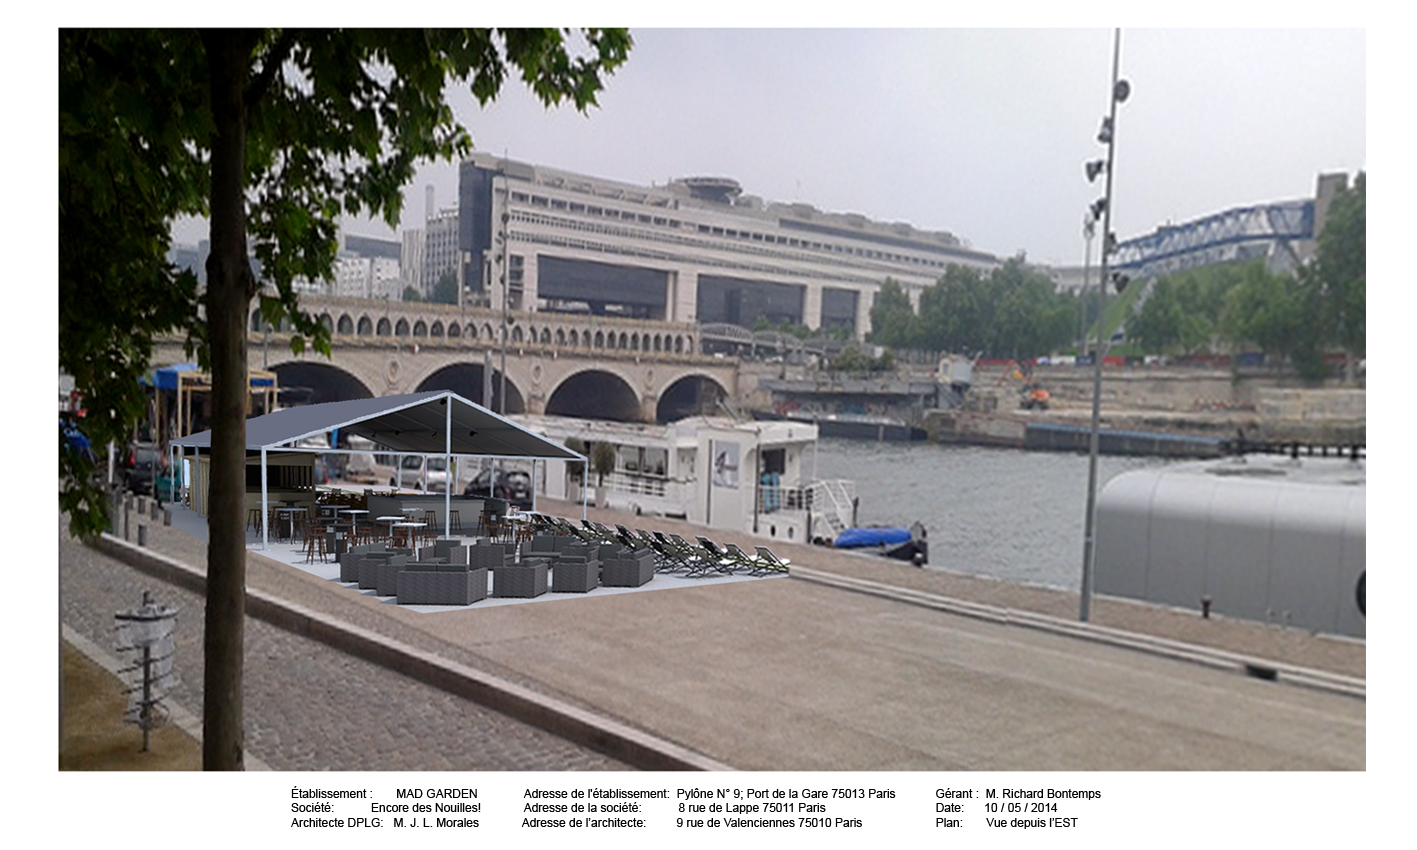 Établissement : MAD GARDEN Adresse de l'établissement: Pylône N° 9; Port de la Gare 75013 Paris Gérant : M. Richard Bontemps
Société: Encore des Nouilles! Adresse de la société: 8 rue de Lappe 75011 Paris Date: 10 / 05 / 2014
Architecte DPLG: M. J. L. Morales Adresse de l'architecte: 9 rue de Valenciennes 75010 Paris Plan: Vue depuis l'EST